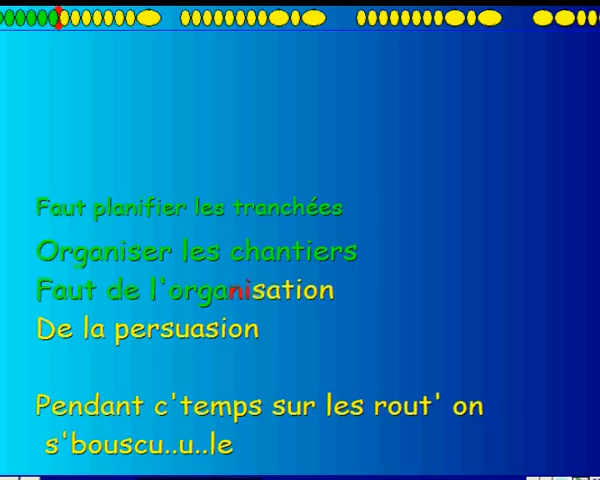 Faut planifier les tranchées
Organiser les chantiers
Faut de l'organisation
De la persuasion
Pendant c'temps sur les rout' on
s'bouscu..u..le